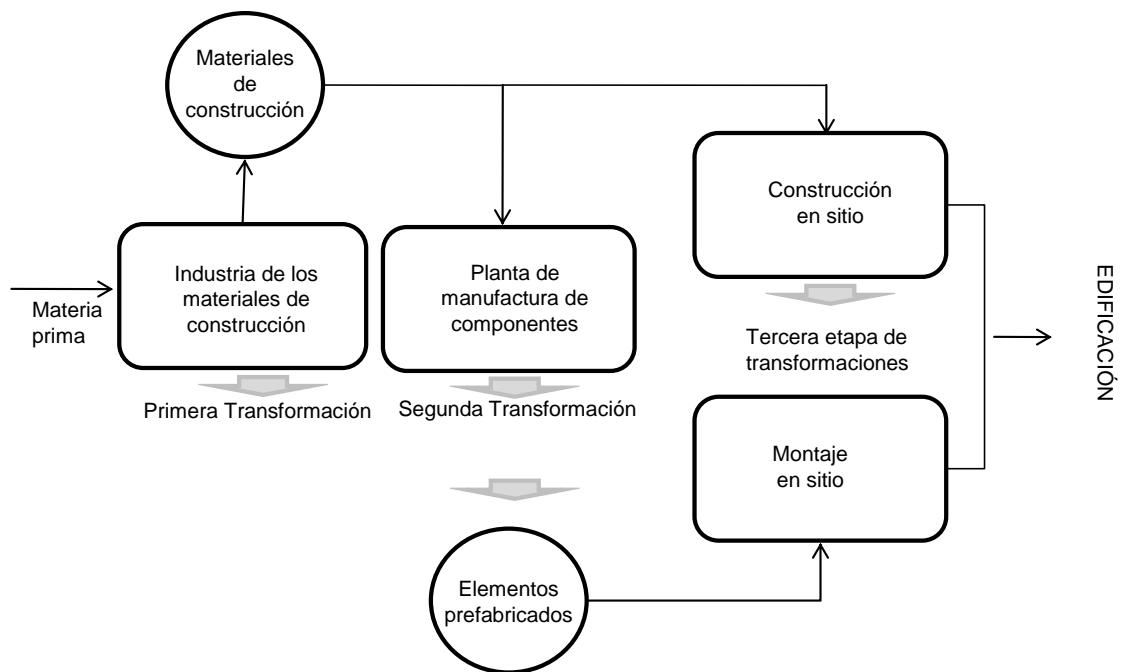 Materiales
de
construcción
Materia
prima
Industria de los
materiales de
construcción
Primera Transformación
Planta de
manufactura de
componentes
Segunda Transformación
Elementos
prefabricados
Construcción
en sitio
Tercera etapa de
transformaciones
Montaje
en sitio
EDIFICACIÓN